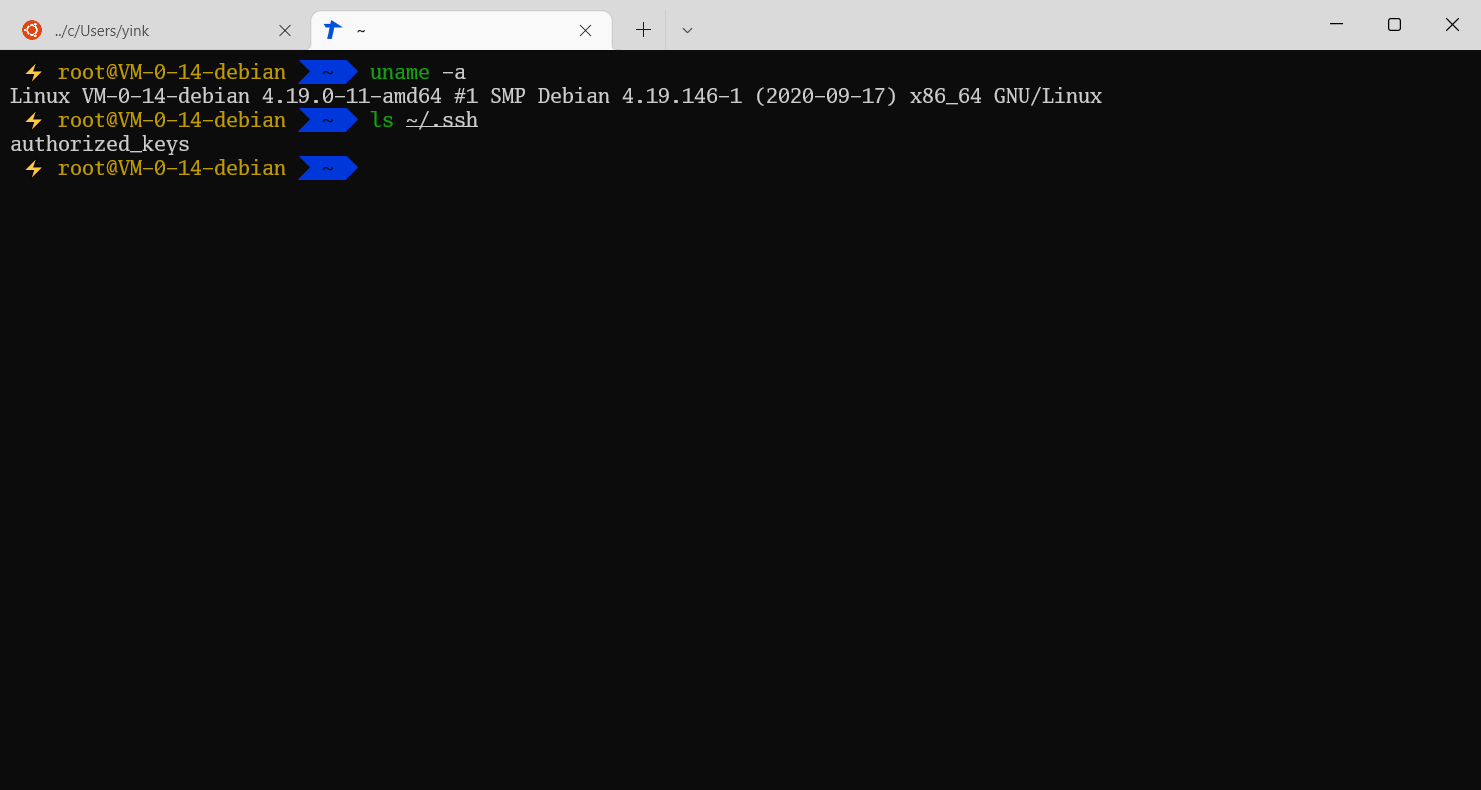 ../c/Users/yink
~
root@VM-0-14-debian ~ uname -a
Linux VM-0-14-debian 4.19.0-11-amd64 #1 SMP Debian 4.19.146-1 (2020-09-17) x86_64 GNU/Linux
root@VM-0-14-debian ~ ls ~/.ssh
authorized_keys
root@VM-0-14-debian ~